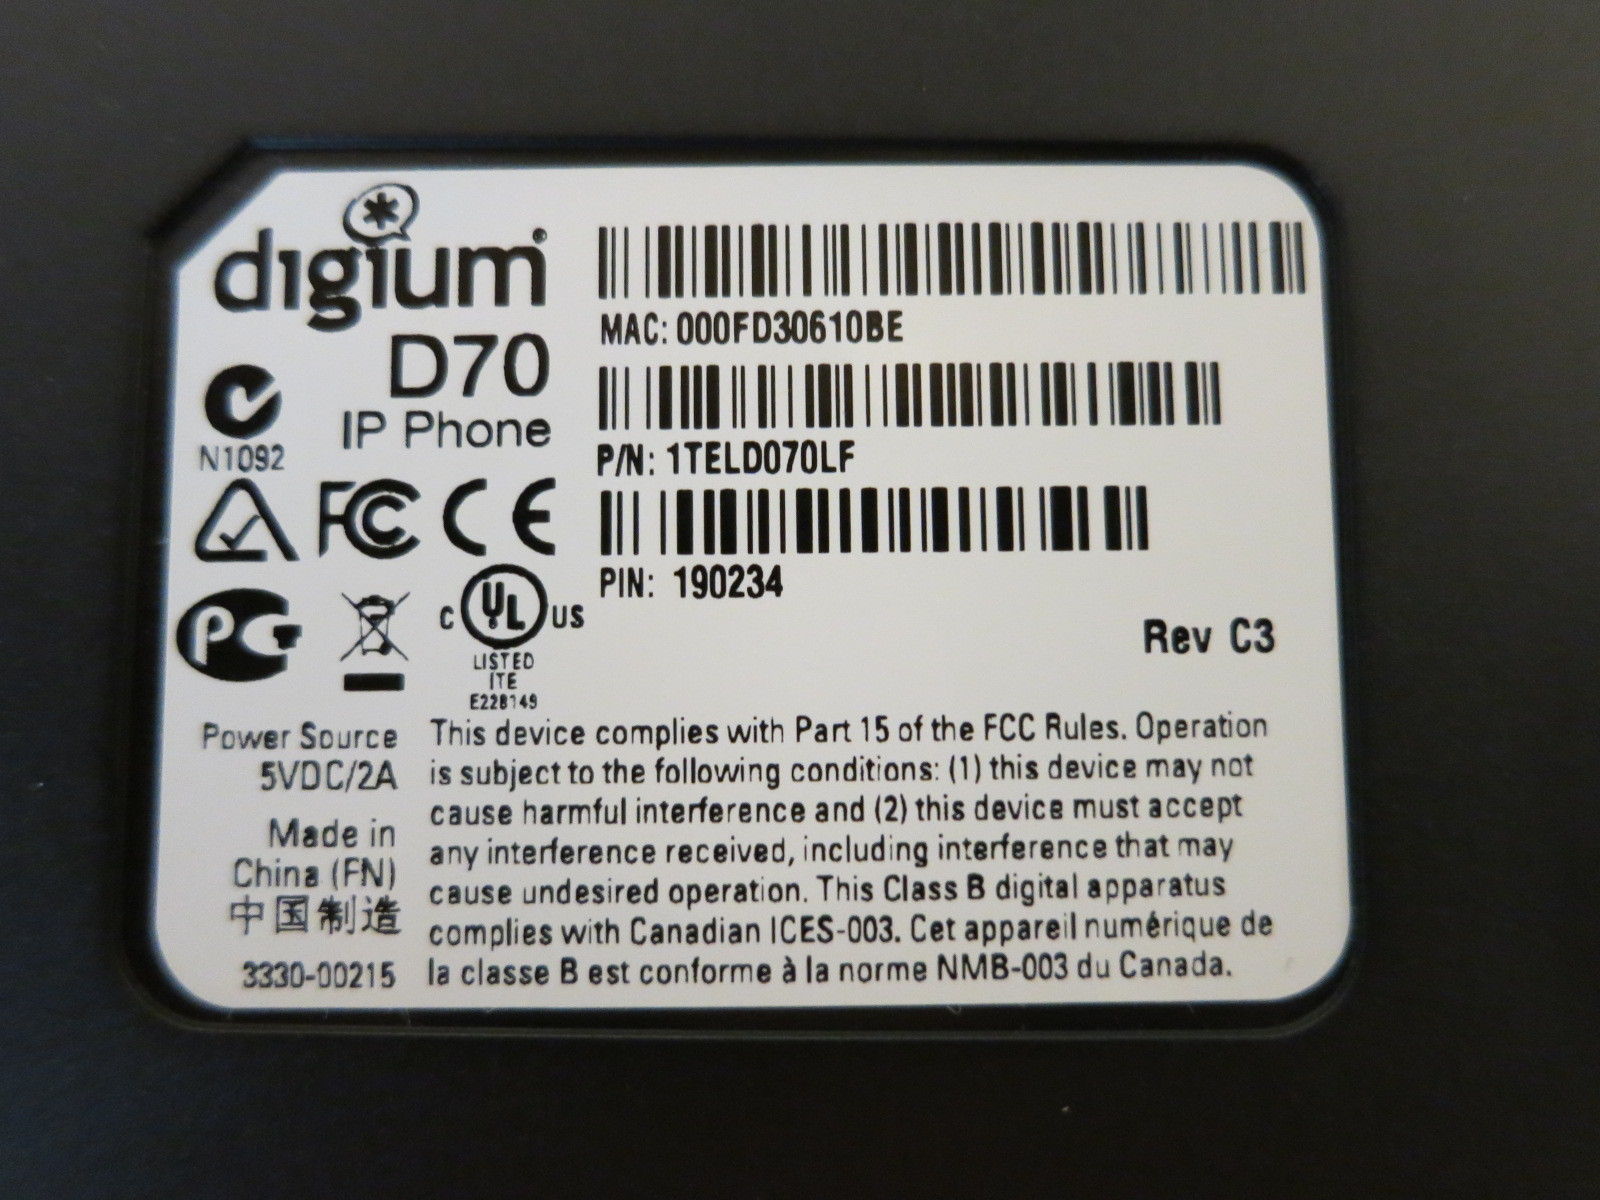 digium
D70
IP Phone
N1092
FC CE
PG
C UL US
LISTED
ITE
E228149
MAC: 000FD30610BE
P/N: 1TELD070LF
PIN: 190234
Rev C3
Power Source
5VDC/2A
Made in
China (FN)
中国制造
3330-00215
This device complies with Part 15 of the FCC Rules. Operation
is subject to the following conditions: (1) this device may not
cause harmful interference and (2) this device must accept
any interference received, including interference that may
cause undesired operation. This Class B digital apparatus
complies with Canadian ICES-003. Cet appareil numérique de
la classe B est conforme à la norme NMB-003 du Canada.